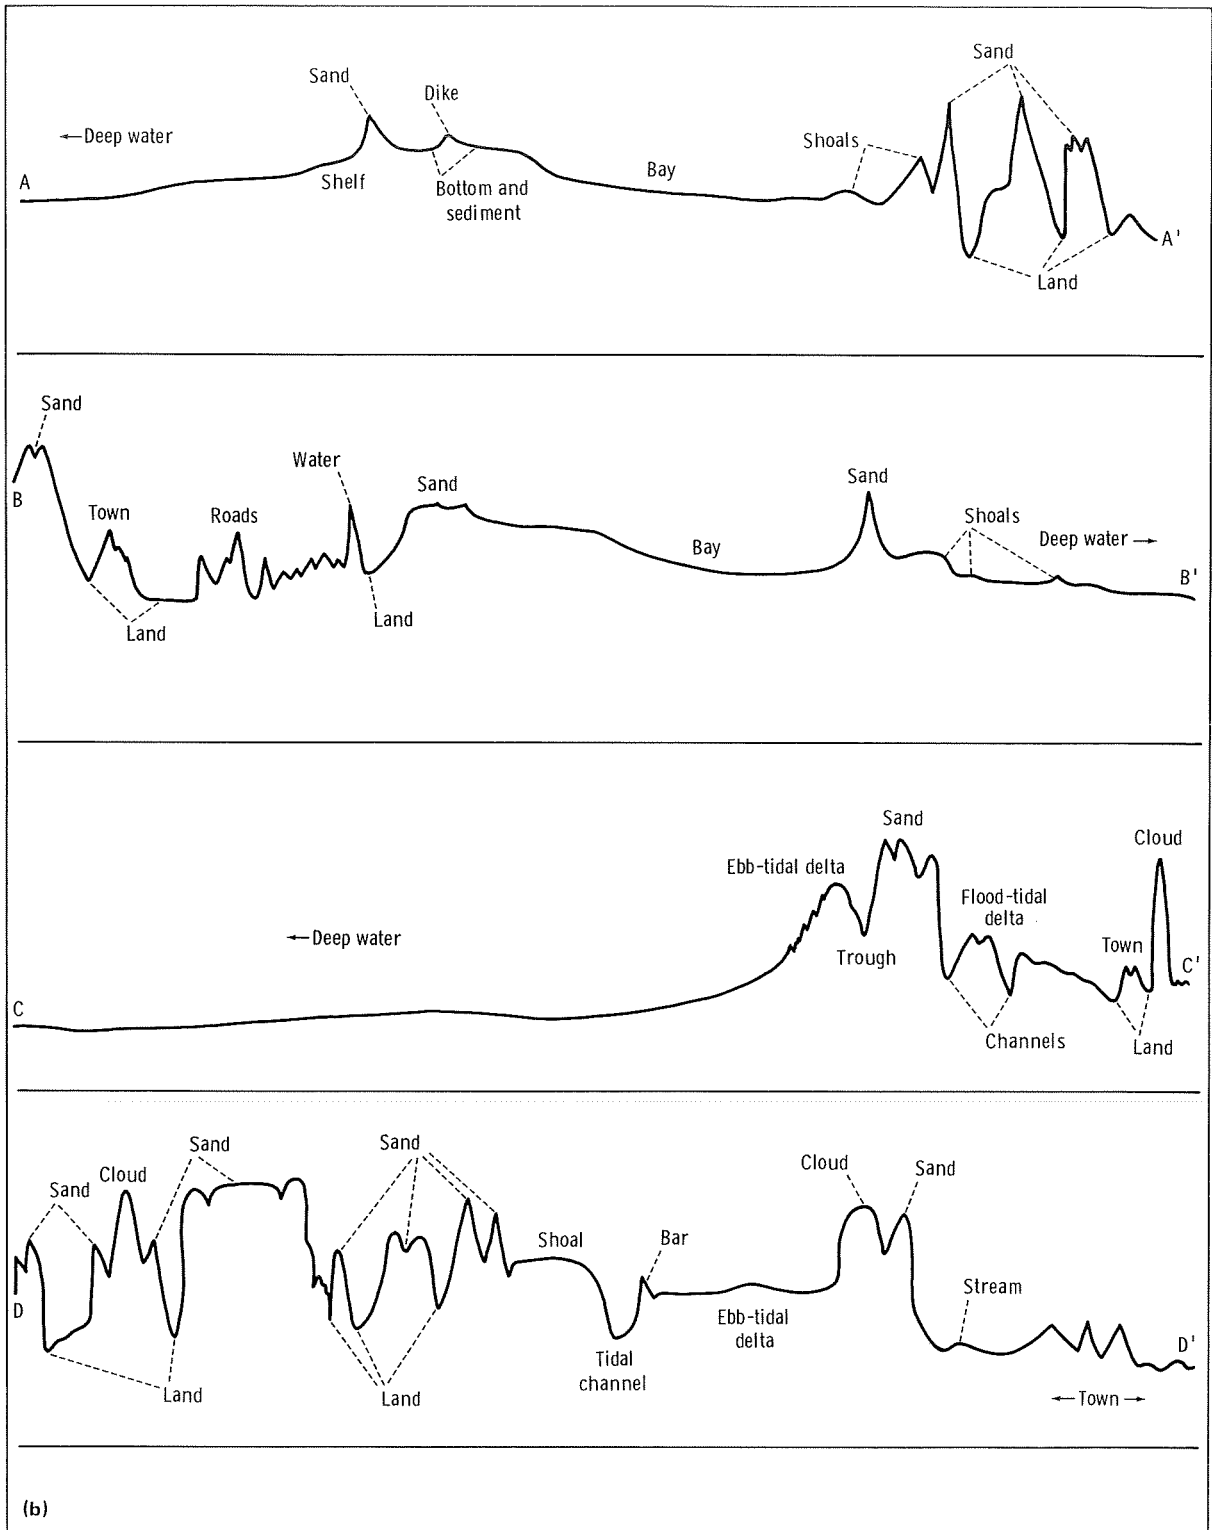 Sand
Sand
Dike
←Deep water
Shoals
A
Shelf
Bottom and
sediment
Bay
A'
Land
Sand
Water
Sand
Sand
B
Town
Roads
Shoals
Deep water→
Bay
B'
Land
Land
Sand
Cloud
Ebb-tidal delta
Flood-tidal
delta
←Deep water
Town
Trough
C'
C
Channels
Land
Sand
Sand
Cloud
Cloud
Sand
Sand
Shoal
Bar
Stream
D
Ebb-tidal
delta
D'
Tidal
channel
Land
Land
←Town→
(b)